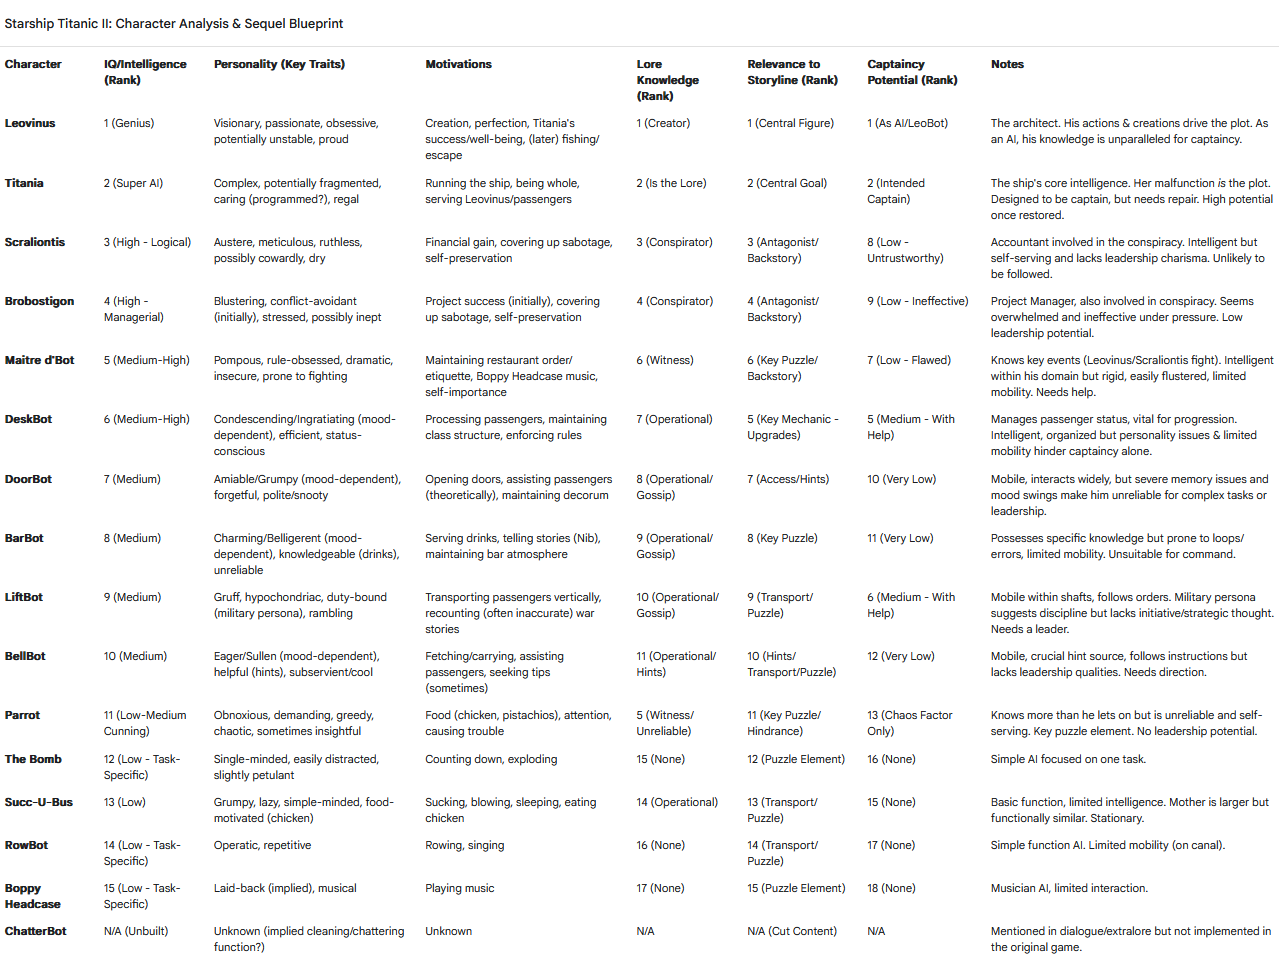 Starship Titanic II: Character Analysis & Sequel Blueprint
Character | IQ/Intelligence (Rank) | Personality (Key Traits) | Motivations | Lore Knowledge (Rank) | Relevance to Storyline (Rank) | Captaincy Potential (Rank) | Notes
Leovinus | 1 (Genius) | Visionary, passionate, obsessive, potentially unstable, proud | Creation, perfection, Titania's success/well-being, (later) fishing/escape | 1 (Creator) | 1 (Central Figure) | 1 (As AI/LeoBot) | The architect. His actions & creations drive the plot. As an AI, his knowledge is unparalleled for captaincy.
Titania | 2 (Super AI) | Complex, potentially fragmented, caring (programmed?), regal | Running the ship, being whole, serving Leovinus/passengers | 2 (Is the Lore) | 2 (Central Goal) | 2 (Intended Captain) | The ship's core intelligence. Her malfunction is the plot. Designed to be captain, but needs repair. High potential once restored.
Scraliontis | 3 (High - Logical) | Austere, meticulous, ruthless, possibly cowardly, dry | Financial gain, covering up sabotage, self-preservation | 3 (Conspirator) | 3 (Antagonist/Backstory) | 8 (Low - Untrustworthy) | Accountant involved in the conspiracy. Intelligent but self-serving and lacks leadership charisma. Unlikely to be followed.
Brobostigon | 4 (High - Managerial) | Blustering, conflict-avoidant (initially), stressed, possibly inept | Project success (initially), covering up sabotage, self-preservation | 4 (Conspirator) | 4 (Antagonist/Backstory) | 9 (Low - Ineffective) | Project Manager, also involved in conspiracy. Seems overwhelmed and ineffective under pressure. Low leadership potential.
Maitre d'Bot | 5 (Medium-High) | Pompous, rule-obsessed, dramatic, insecure, prone to fighting | Maintaining restaurant order/etiquette, Boppy Headcase music, self-importance | 6 (Witness) | 6 (Key Puzzle/Backstory) | 7 (Low - Flawed) | Knows key events (Leovinus/Scraliontis fight). Intelligent within his domain but rigid, easily flustered, limited mobility. Needs help.
DeskBot | 6 (Medium-High) | Condescending/Ingratiating (mood-dependent), efficient, status-conscious | Processing passengers, maintaining class structure, enforcing rules | 7 (Operational) | 5 (Key Mechanic - Upgrades) | 5 (Medium - With Help) | Manages passenger status, vital for progression. Intelligent, organized but personality issues & limited mobility hinder captaincy alone.
DoorBot | 7 (Medium) | Amiable/Grumpy (mood-dependent), forgetful, polite/snooty | Opening doors, assisting passengers (theoretically), maintaining decorum | 8 (Operational/Gossip) | 7 (Access/Hints) | 10 (Very Low) | Mobile, interacts widely, but severe memory issues and mood swings make him unreliable for complex tasks or leadership.
BarBot | 8 (Medium) | Charming/Belligerent (mood-dependent), knowledgeable (drinks), unreliable | Serving drinks, telling stories (Nib), maintaining bar atmosphere | 9 (Operational/Gossip) | 8 (Key Puzzle) | 11 (Very Low) | Possesses specific knowledge but prone to loops/errors, limited mobility. Unsuitable for command.
LiftBot | 9 (Medium) | Gruff, hypochondriac, duty-bound (military persona), rambling | Transporting passengers vertically, recounting (often inaccurate) war stories | 10 (Operational/Gossip) | 9 (Transport/Puzzle) | 6 (Medium - With Help) | Mobile within shafts, follows orders. Military persona suggests discipline but lacks initiative/strategic thought. Needs a leader.
BellBot | 10 (Medium) | Eager/Sullen (mood-dependent), helpful (hints), subservient/cool | Fetching/carrying, assisting passengers, seeking tips (sometimes) | 11 (Operational/Hints) | 10 (Hints/Transport/Puzzle) | 12 (Very Low) | Mobile, crucial hint source, follows instructions but lacks leadership qualities. Needs direction.
Parrot | 11 (Low-Medium Cunning) | Obnoxious, demanding, greedy, chaotic, sometimes insightful | Food (chicken, pistachios), attention, causing trouble | 5 (Witness/Unreliable) | 11 (Key Puzzle/Hindrance) | 13 (Chaos Factor Only) | Knows more than he lets on but is unreliable and self-serving. Key puzzle element. No leadership potential.
The Bomb | 12 (Low - Task-Specific) | Single-minded, easily distracted, slightly petulant | Counting down, exploding | 15 (None) | 12 (Puzzle Element) | 16 (None) | Simple AI focused on one task.
Succ-U-Bus | 13 (Low) | Grumpy, lazy, simple-minded, food-motivated (chicken) | Sucking, blowing, sleeping, eating chicken | 14 (Operational) | 13 (Transport/Puzzle) | 15 (None) | Basic function, limited intelligence. Mother is larger but functionally similar. Stationary.
RowBot | 14 (Low - Task-Specific) | Operatic, repetitive | Rowing, singing | 16 (None) | 14 (Transport/Puzzle) | 17 (None) | Simple function AI. Limited mobility (on canal).
Boppy Headcase | 15 (Low - Task-Specific) | Laid-back (implied), musical | Playing music | 17 (None) | 15 (Puzzle Element) | 18 (None) | Musician AI, limited interaction.
ChatterBot | N/A (Unbuilt) | Unknown (implied cleaning/chattering function?) | Unknown | N/A | N/A (Cut Content) | N/A | Mentioned in dialogue/extralore but not implemented in the original game.